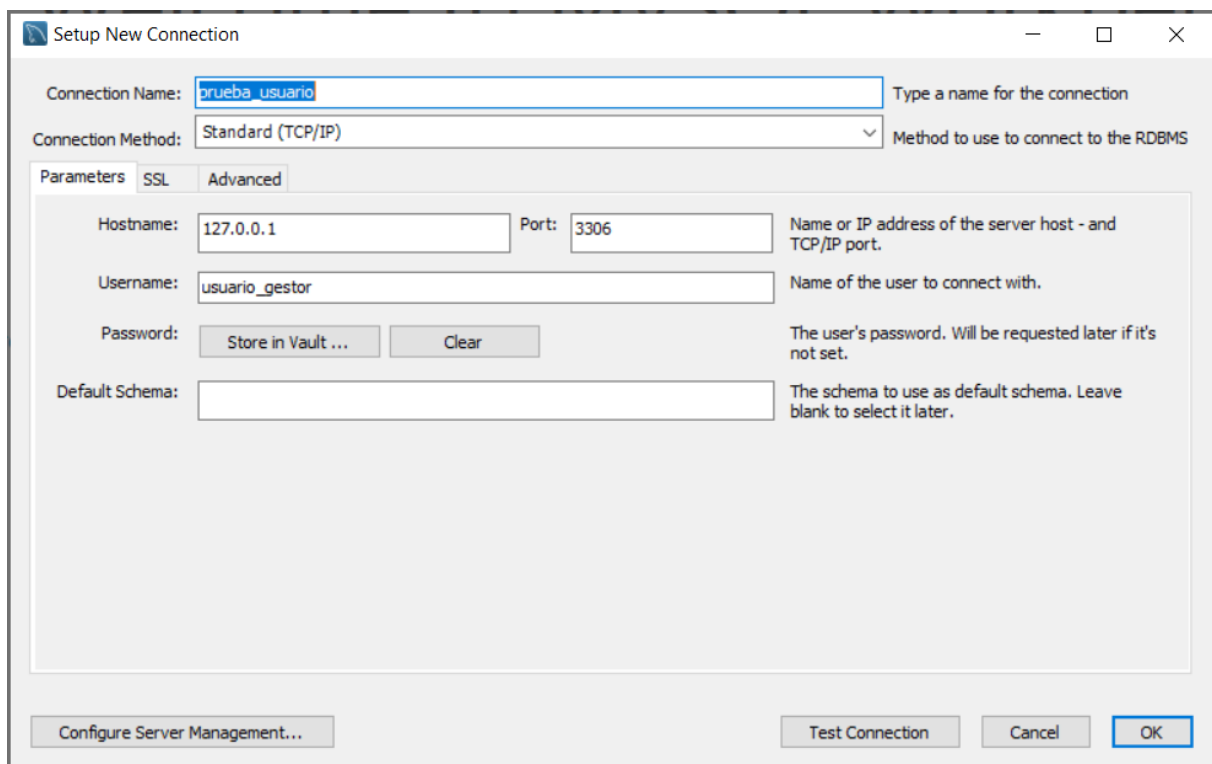 Setup New Connection
Connection Name: prueba_usuario Type a name for the connection
Connection Method: Standard (TCP/IP) Method to use to connect to the RDBMS
Parameters SSL Advanced
Hostname: 127.0.0.1 Port: 3306 Name or IP address of the server host - and
TCP/IP port.
Username: usuario_gestor Name of the user to connect with.
Password: Store in Vault ... Clear The user's password. Will be requested later if it's
not set.
Default Schema: The schema to use as default schema. Leave
blank to select it later.
Configure Server Management... Test Connection Cancel OK